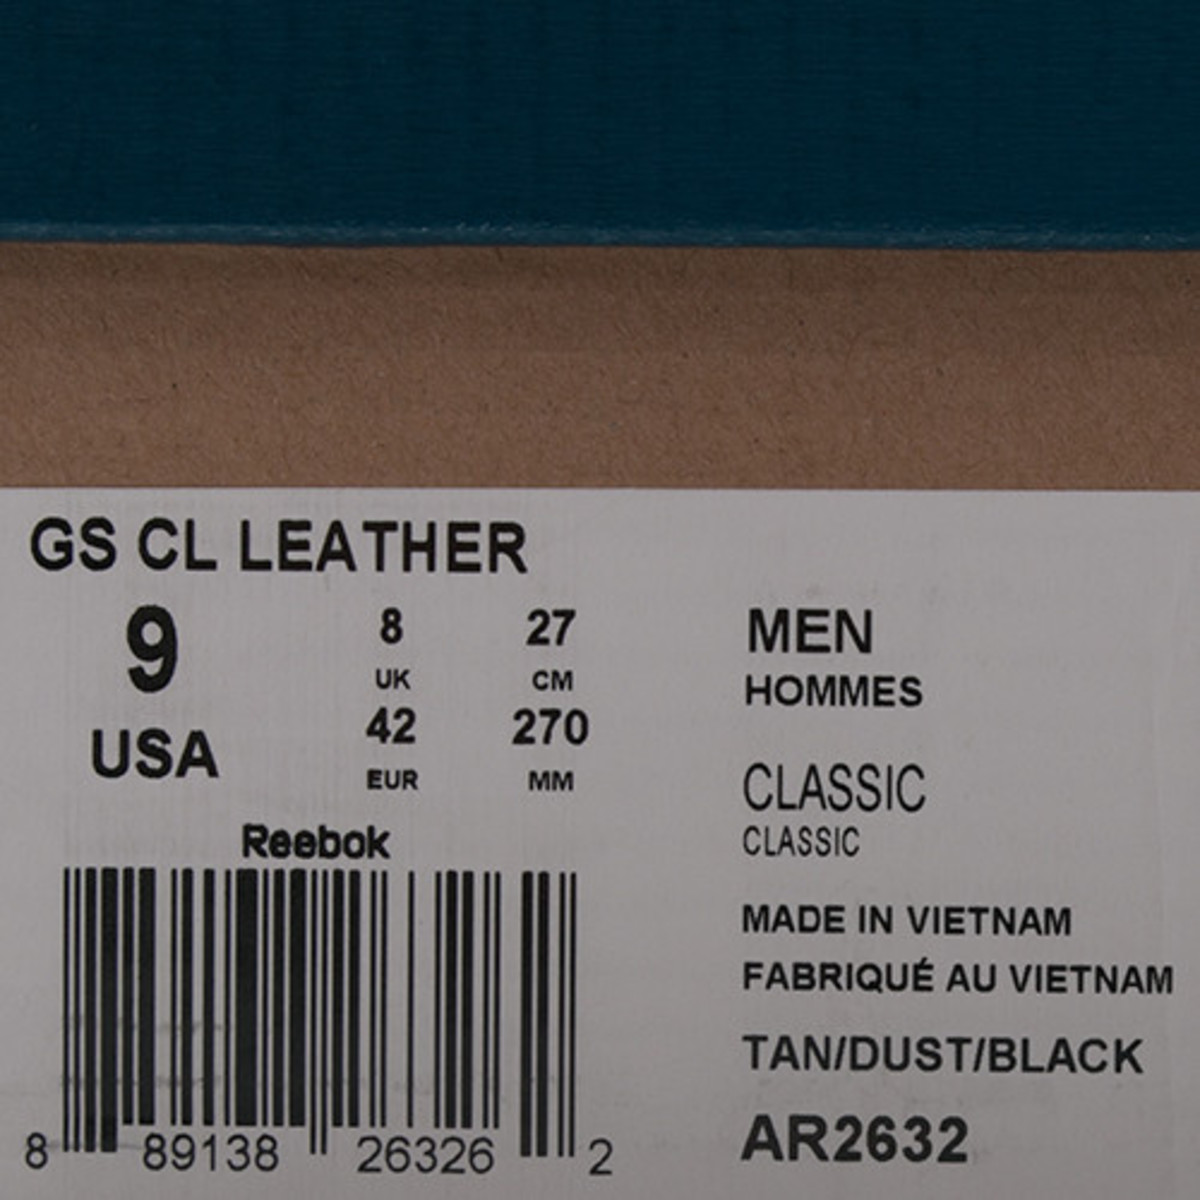 GS CL LEATHER
9
USA
8
UK
42
EUR
27
CM
270
MM
Reebok
8 89138 26326 2
MEN
HOMMES
CLASSIC
CLASSIC
MADE IN VIETNAM
FABRIQUÉ AU VIETNAM
TAN/DUST/BLACK
AR2632